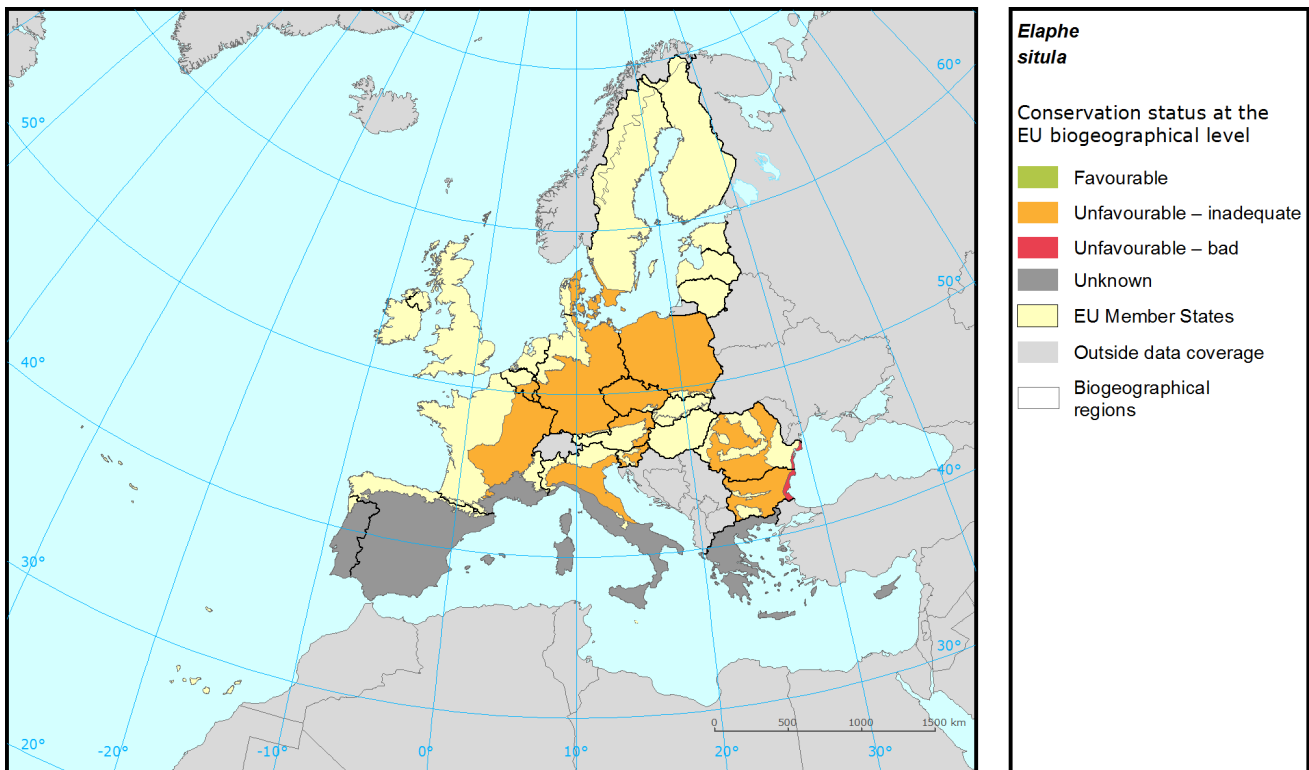 60°
50°
50°
40°
40°
30°
30°
20°
-20°
-10°
0°
10°
30°
0 500 1000 1500 km
Elaphe
situla
Conservation status at the
EU biogeographical level
Favourable
Unfavourable – inadequate
Unfavourable – bad
Unknown
EU Member States
Outside data coverage
Biogeographical
regions